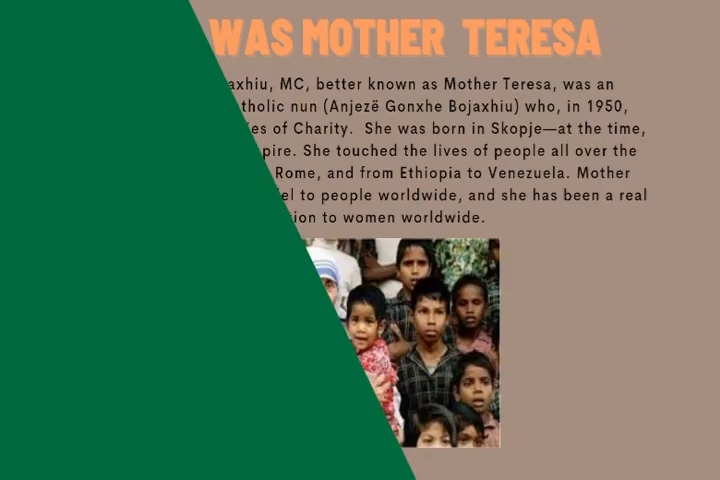 WAS MOTHER TERESA
axhiu, MC, better known as Mother Teresa, was an
tholic nun (Anjezë Gonxhe Bojaxhiu) who, in 1950,
es of Charity. She was born in Skopje—at the time,
pire. She touched the lives of people all over the
Rome, and from Ethiopia to Venezuela. Mother
el to people worldwide, and she has been a real
ion to women worldwide.